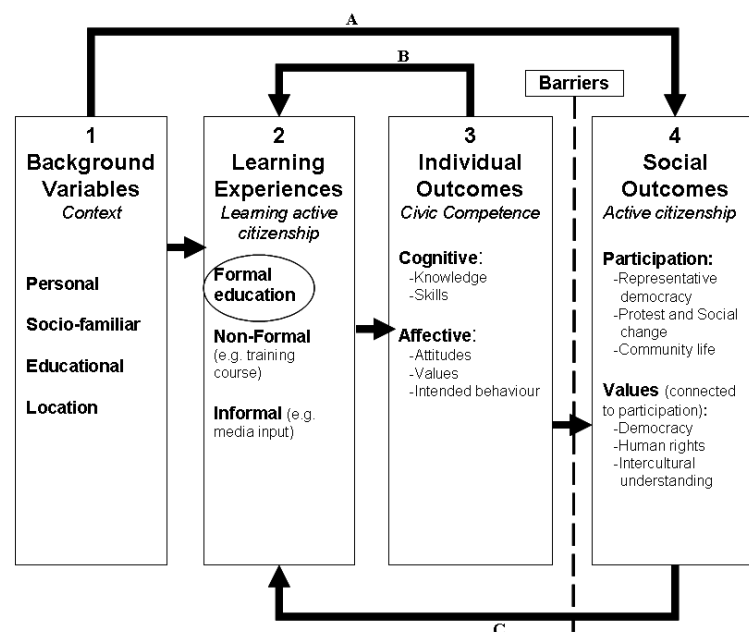 A
B
Barriers
1
Background
Variables
Context
Personal
Socio-familiar
Educational
Location
2
Learning
Experiences
Learning active
citizenship
Formal
education
Non-Formal
(e.g. training
course)
Informal (e.g.
media input)
3
Individual
Outcomes
Civic Competence
Cognitive:
-Knowledge
-Skills
Affective:
-Attitudes
-Values
-Intended behaviour
4
Social
Outcomes
Active citizenship
Participation:
-Representative
democracy
-Protest and Social
change
-Community life
Values (connected
to participation):
-Democracy
-Human rights
-Intercultural
understanding
C